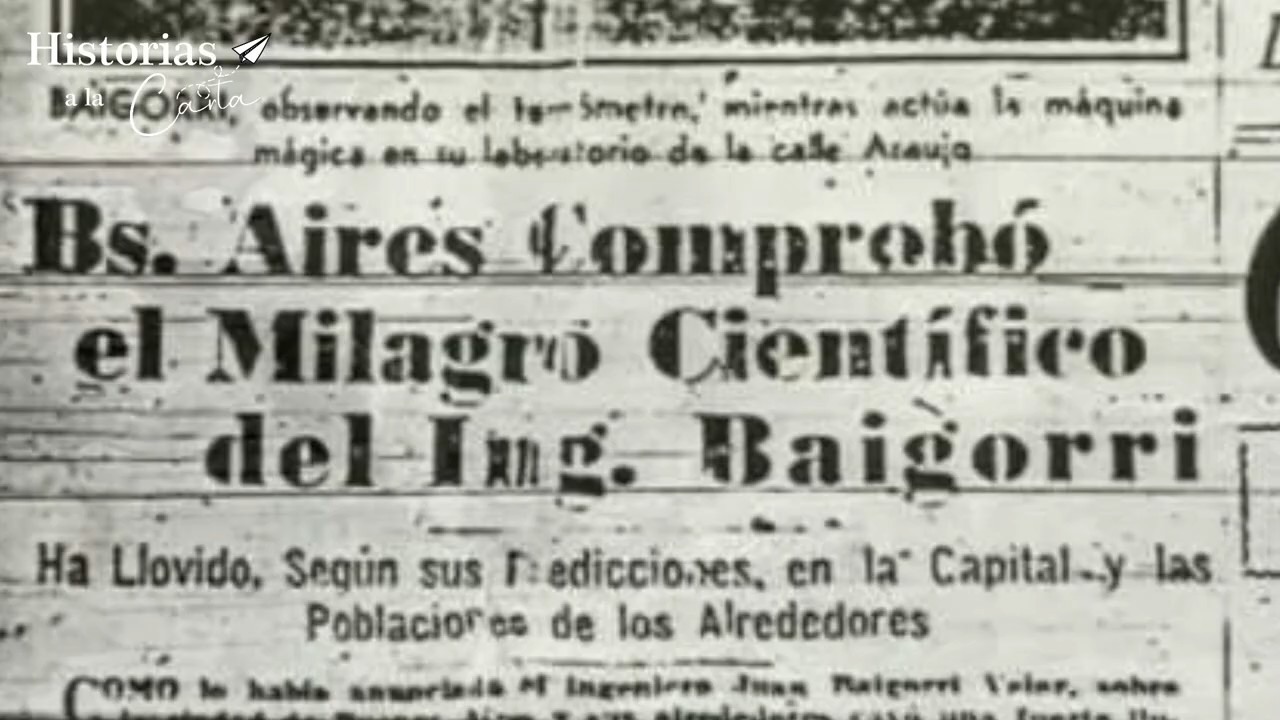 Historias
a la Carta
BAIGORRI, observando el termómetro, mientras actúa la máquina
mágica en su laboratorio de la calle Araujo
Bs. Aires Comprobó
el Milagro Científico
del Ing. Baigorri
Ha Llovido, Según sus Predicciones, en la Capital y las
Poblaciones de los Alrededores
COMO lo había anunciado el ingeniero Juan Baigorri Velar, sobre